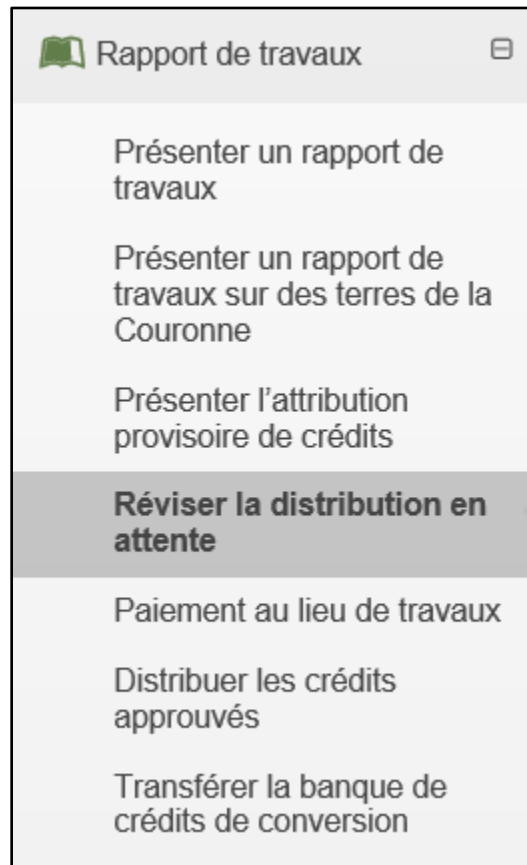 Rapport de travaux
Présenter un rapport de
travaux
Présenter un rapport de
travaux sur des terres de la
Couronne
Présenter l'attribution
provisoire de crédits
Réviser la distribution en
attente
Paiement au lieu de travaux
Distribuer les crédits
approuvés
Transférer la banque de
crédits de conversion